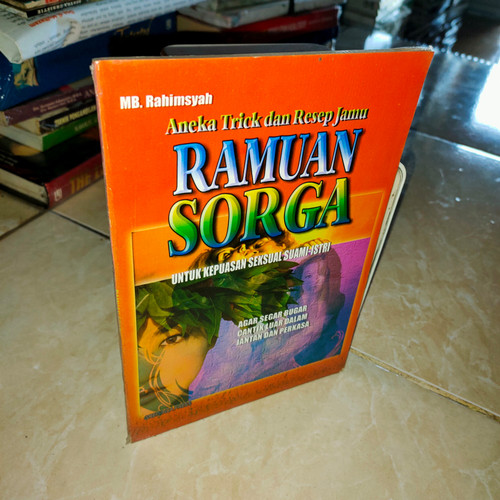 MB. Rahimsyah
Aneka Trick dan Resep Jamu
RAMUAN
SORGA
UNTUK KEPUASAN SEKSUAL SUAMI-ISTRI
AGAR SEGAR BUGAR
CANTIK LUAR DALAM
JANTAN DAN PERKASA